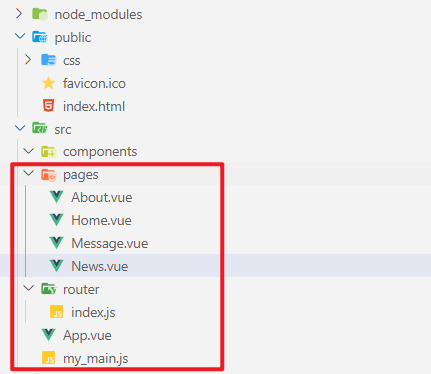 node_modules
public
css
favicon.ico
index.html
src
components
pages
About.vue
Home.vue
Message.vue
News.vue
router
JS index.js
App.vue
JS my_main.js